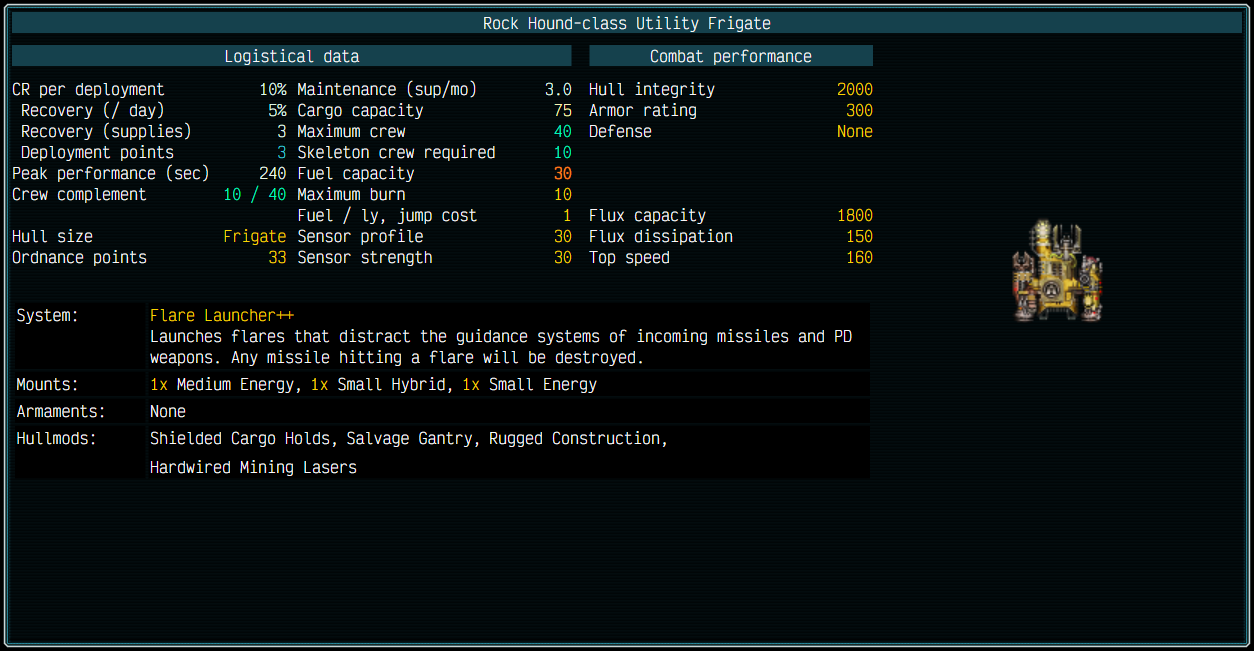 Rock Hound-class Utility Frigate
Logistical data
CR per deployment 10%
Recovery (/ day) 5%
Recovery (supplies) 3
Deployment points 3
Peak performance (sec) 240
Crew complement 10 / 40
Hull size Frigate
Ordnance points 33
Maintenance (sup/mo) 3.0
Cargo capacity 75
Maximum crew 40
Skeleton crew required 10
Fuel capacity 30
Maximum burn 10
Fuel / ly, jump cost 1
Sensor profile 30
Sensor strength 30
Combat performance
Hull integrity 2000
Armor rating 300
Defense None
Flux capacity 1800
Flux dissipation 150
Top speed 160
System: Flare Launcher++
Launches flares that distract the guidance systems of incoming missiles and PD
weapons. Any missile hitting a flare will be destroyed.
Mounts: 1x Medium Energy, 1x Small Hybrid, 1x Small Energy
Armaments: None
Hullmods: Shielded Cargo Holds, Salvage Gantry, Rugged Construction,
Hardwired Mining Lasers